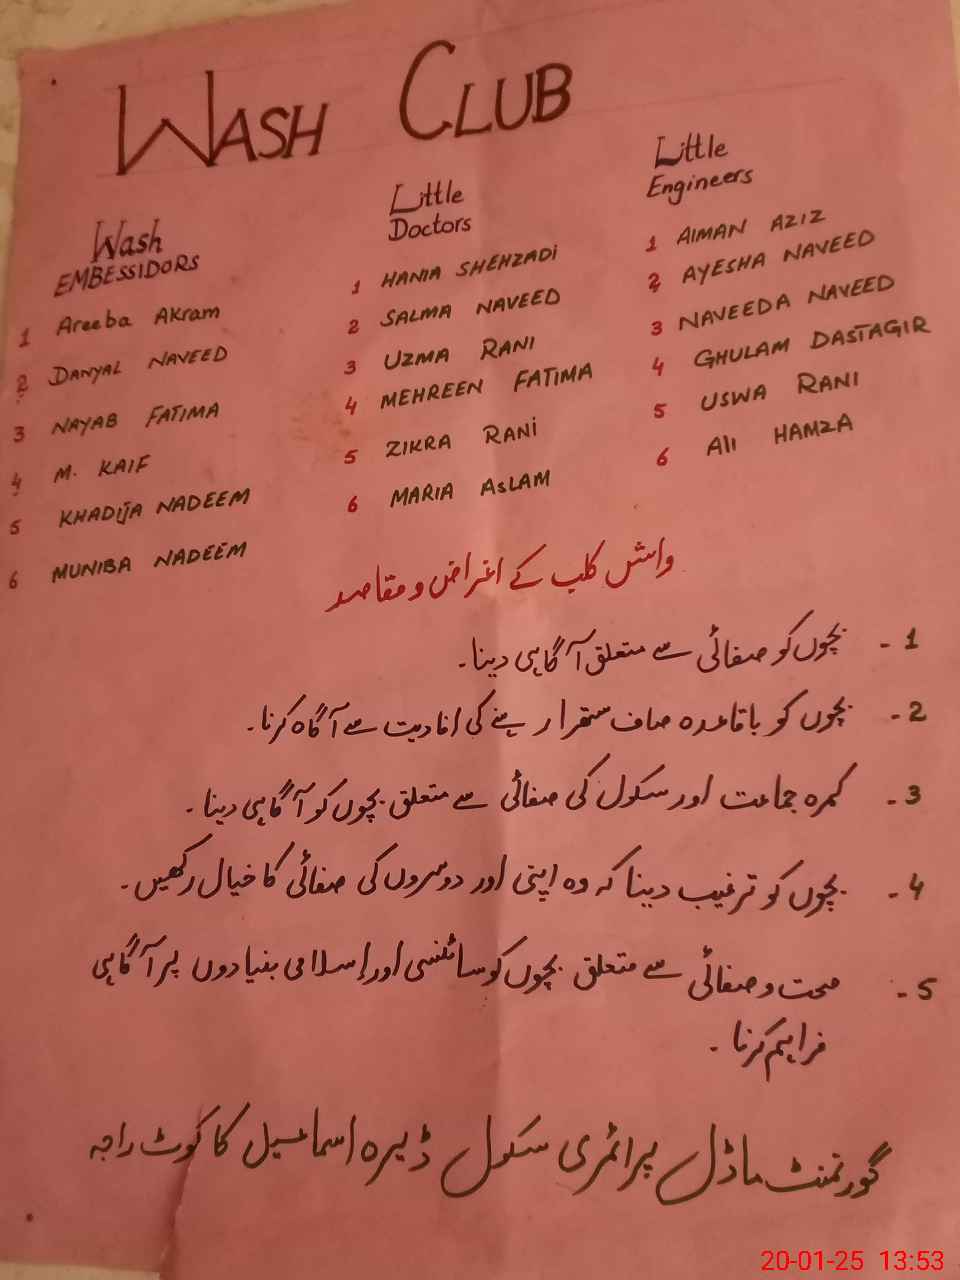 WASH CLUB
Wash
EMBESSIDORS
1 Areeba Akram
2 DANYAL NAVEED
3 NAYAB FATIMA
4 M. KAIF
5 KHADIJA NADEEM
6 MUNIBA NADEEM
Little
Doctors
1 HANIA SHEHZADI
2 SALMA NAVEED
3 UZMA RANI
4 MEHREEN FATIMA
5 ZIKRA RANI
6 MARIA ASLAM
Little
Engineers
1 AIMAN AZIZ
2 AYESHA NAVEED
3 NAVEEDA NAVEED
4 GHULAM DASTAGIR
5 USWA RANI
6 Ali HAMZA
واش کلب کے اغراض و مقاصد
1 - بچوں کو صفائی سے متعلق آگاہی دینا۔
2 - بچوں کو باقاعدہ صاف ستھرا رہنے کی افادیت سے آگاہ کرنا۔
3 - کمرہ جماعت اور سکول کی صفائی سے متعلق بچوں کو آگاہی دینا۔
4 - بچوں کو ترغیب دینا کہ وہ اپنی اور دوسروں کی صفائی کا خیال رکھیں۔
5 - صحت و صفائی سے متعلق بچوں کو سائنسی اور اسلامی بنیادوں پر آگاہی
فراہم کرنا۔
گورنمنٹ ماڈل پرائمری سکول ڈیرہ اسماعیل کا کوٹ راجہ
20-01-25 13:53